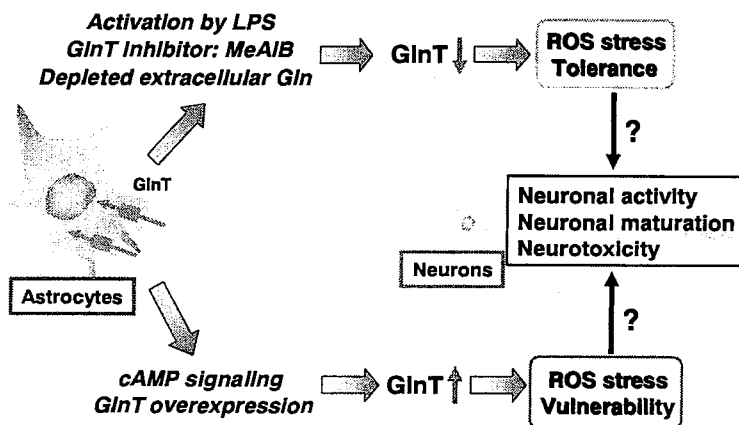 Activation by LPS
GlnT Inhibitor: MeAIB
Depleted extracellular Gln
GlnT
ROS stress
Tolerance
?
GlnT
Neuronal activity
Neuronal maturation
Neurotoxicity
Neurons
Astrocytes
?
cAMP signaling
GlnT overexpression
GlnT
ROS stress
Vulnerability